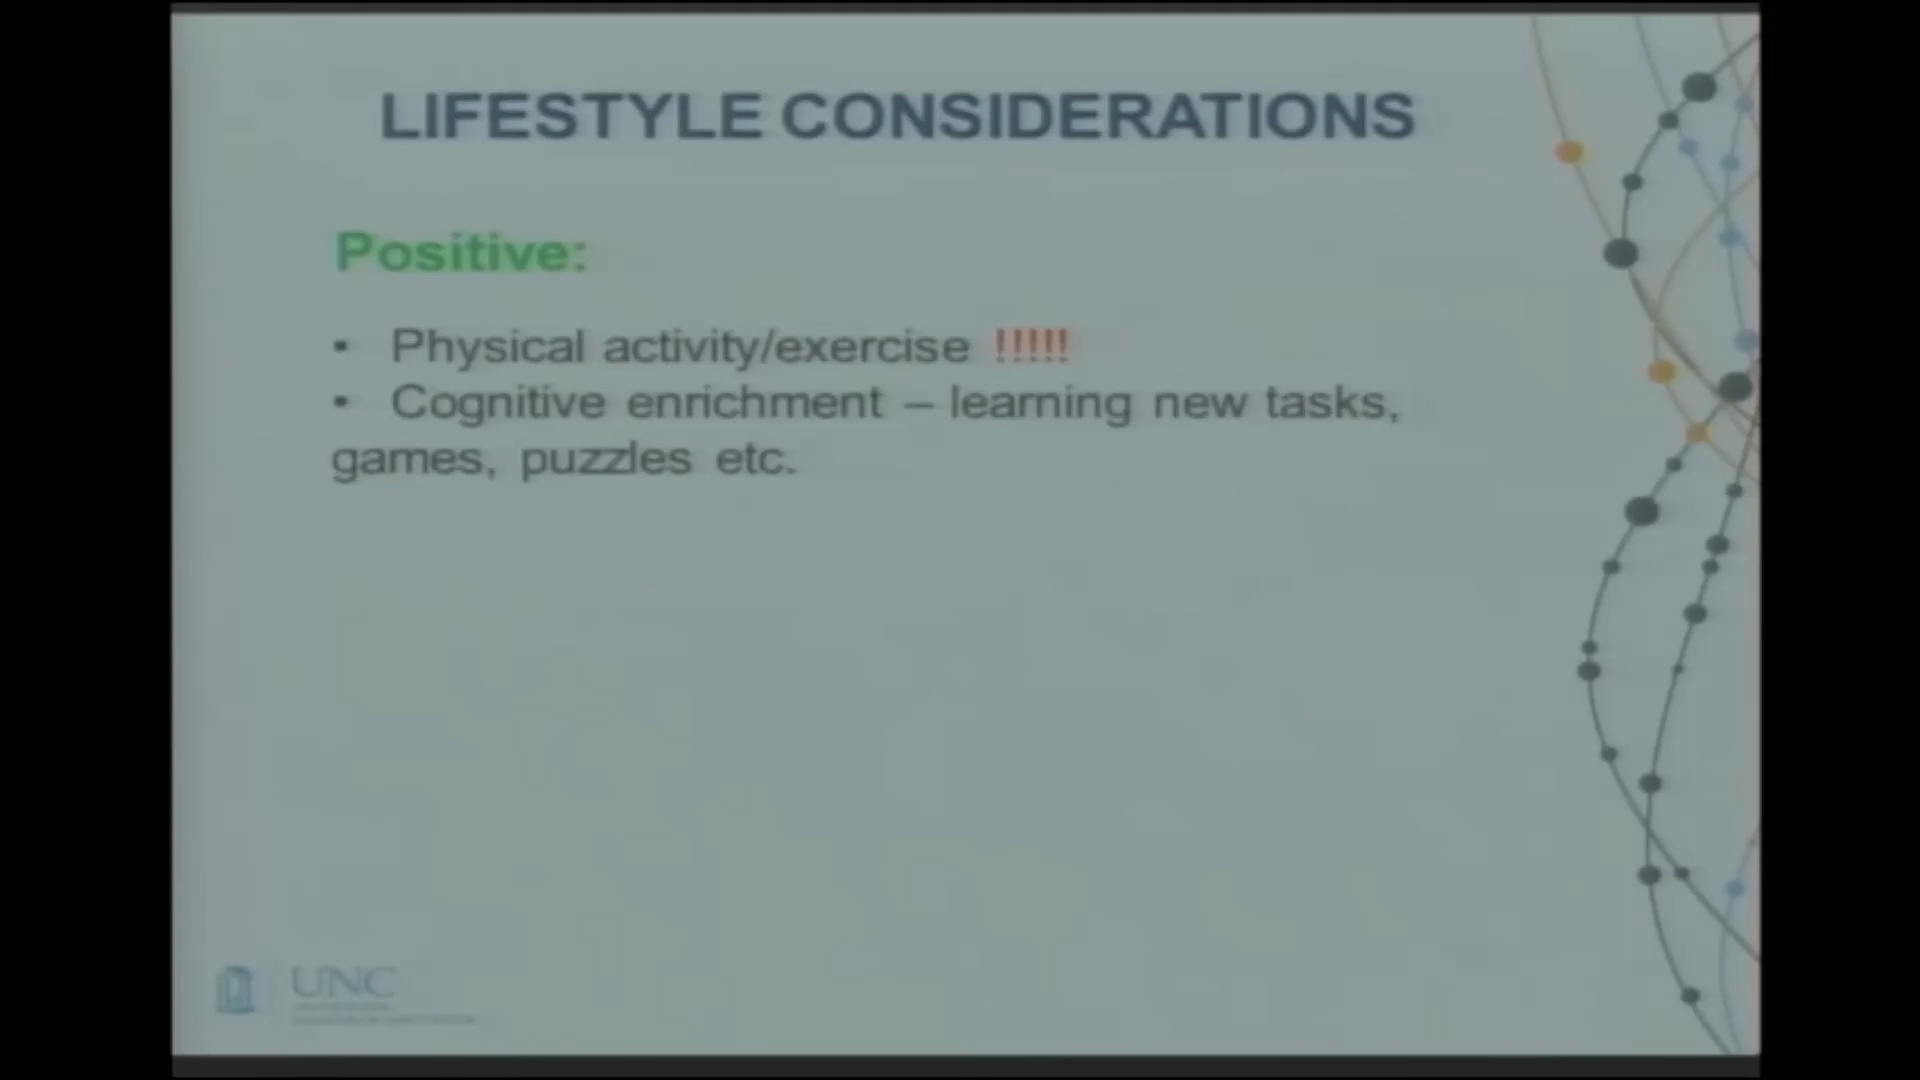 LIFESTYLE CONSIDERATIONS
Positive:
• Physical activity/exercise !!!!!
• Cognitive enrichment – learning new tasks,
games, puzzles etc.
UNC